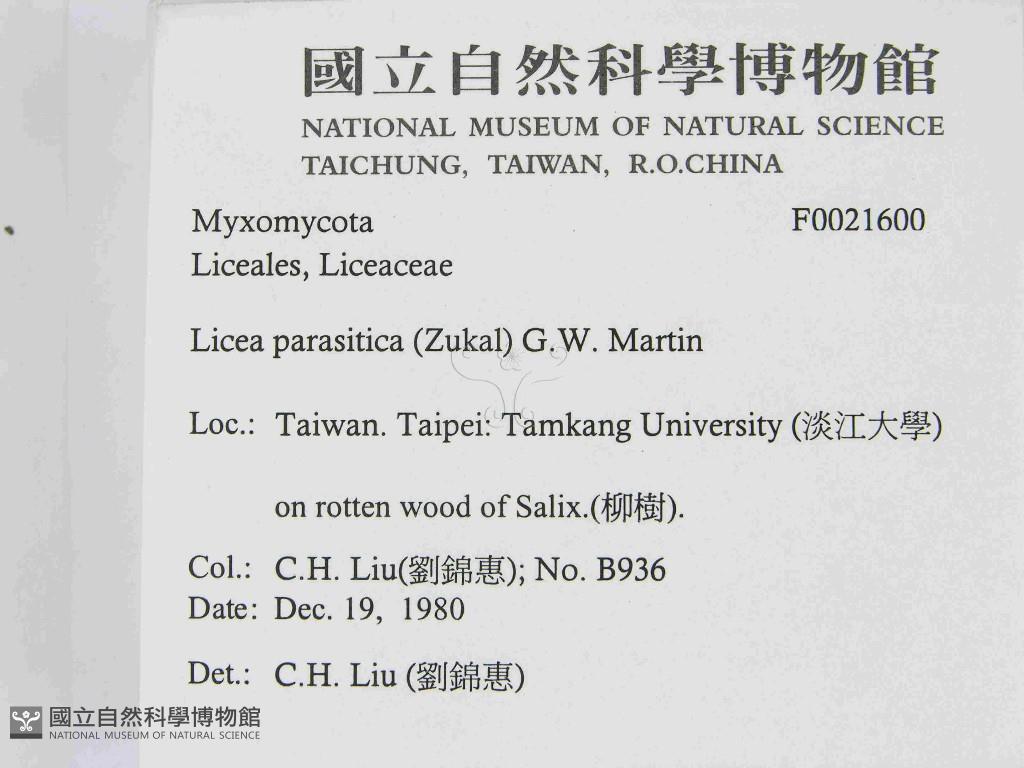 國立自然科學博物館
NATIONAL MUSEUM OF NATURAL SCIENCE
TAICHUNG, TAIWAN, R.O.CHINA
Myxomycota F0021600
Liceales, Liceaceae
Licea parasitica (Zukal) G.W. Martin
Loc.: Taiwan. Taipei: Tamkang University (淡江大學)
on rotten wood of Salix.(柳樹).
Col.: C.H. Liu(劉錦惠); No. B936
Date: Dec. 19, 1980
Det.: C.H. Liu (劉錦惠)
國立自然科學博物館
NATIONAL MUSEUM OF NATURAL SCIENCE